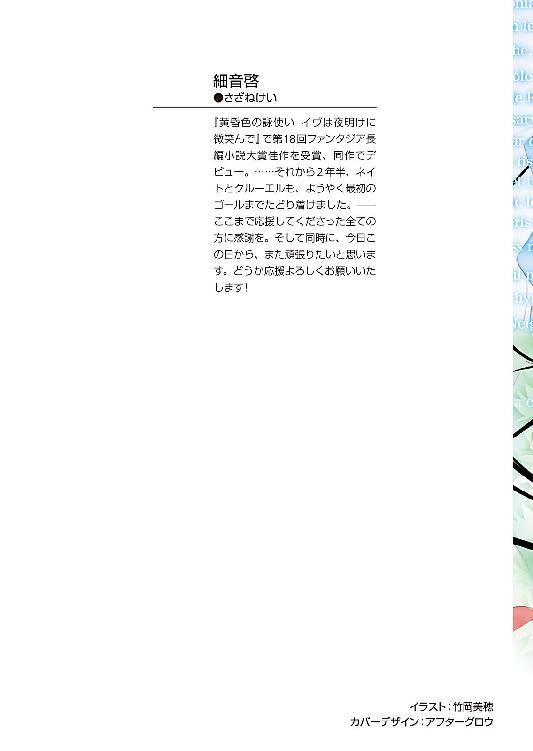 細音啓
●さざねけい
『黄昏色の詠使い イヴは夜明けに
微笑んで』で第18回ファンタジア長
編小説大賞佳作を受賞、同作でデ
ビュー。……それから2年半、ネイ
トとクルーエルも、ようやく最初の
ゴールまでたどり着けました。——
ここまで応援してくださった全ての
方に感謝を。そして同時に、今日こ
の日から、また頑張りたいと思いま
す。どうか応援よろしくお願いいた
します！
イラスト：竹岡美穂
カバーデザイン：アフターグロウ